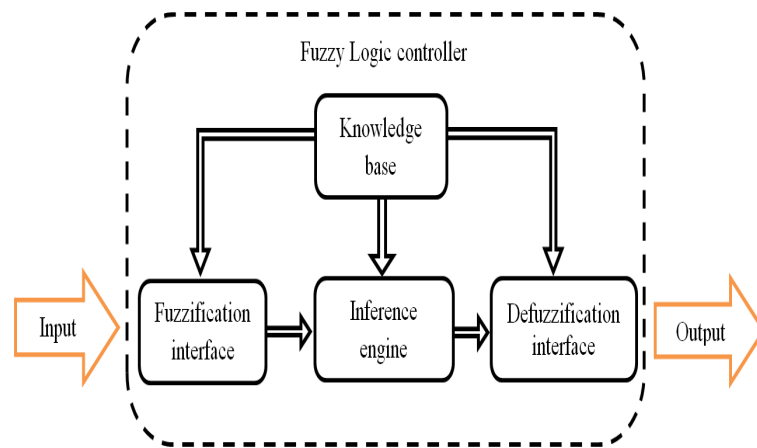 Fuzzy Logic controller
Knowledge
base
Input
Fuzzification
interface
Inference
engine
Defuzzification
interface
Output